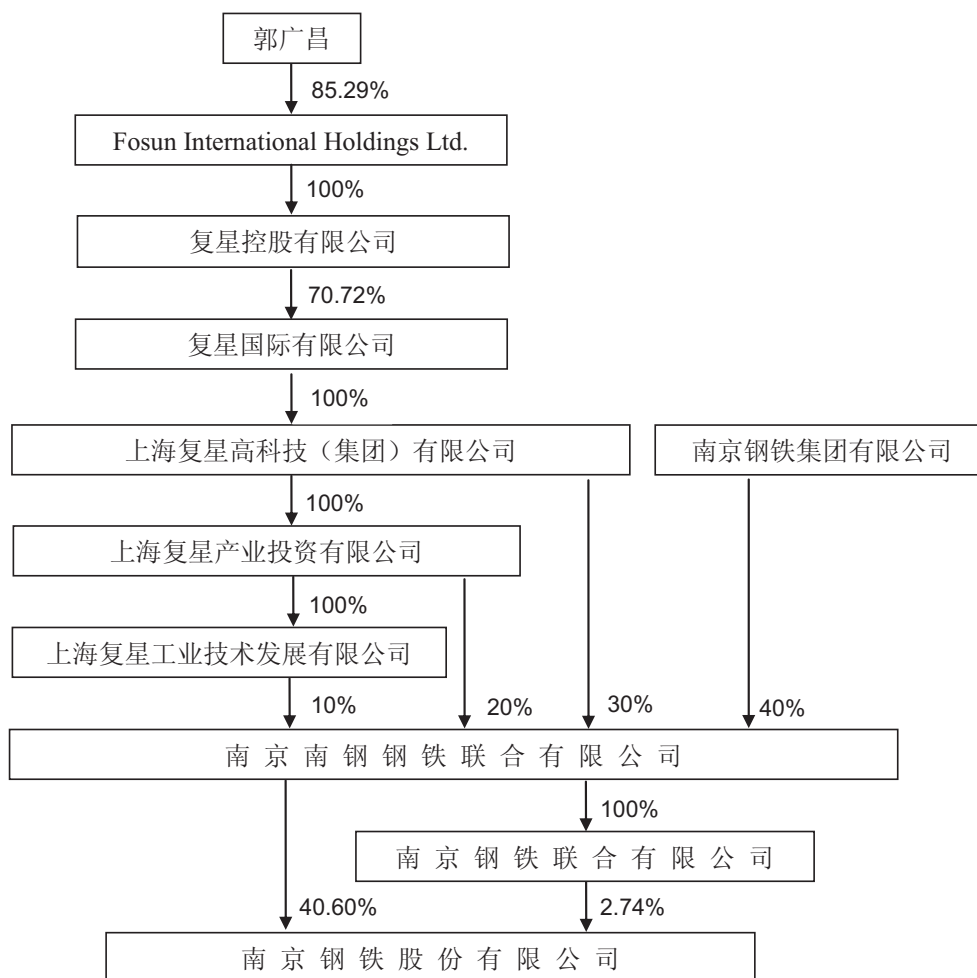 郭广昌
85.29%
Fosun International Holdings Ltd.
100%
复星控股有限公司
70.72%
复星国际有限公司
100%
上海复星高科技（集团）有限公司
南京钢铁集团有限公司
100%
上海复星产业投资有限公司
100%
上海复星工业技术发展有限公司
10%
20%
30%
40%
南京南钢钢铁联合有限公司
100%
南京钢铁联合有限公司
40.60%
2.74%
南京钢铁股份有限公司